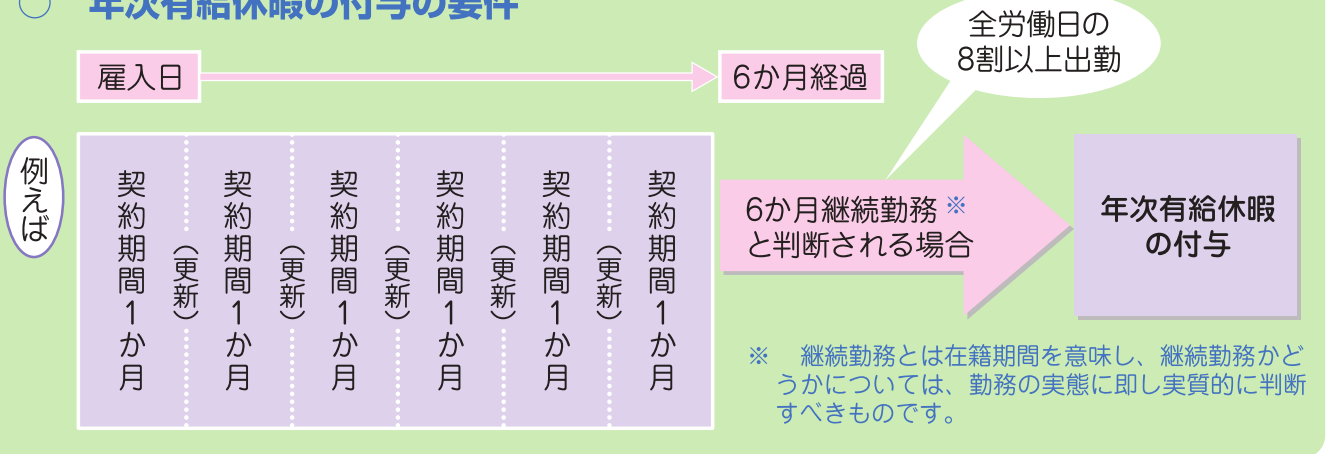 ○ 年次有給休暇の付与の要件
雇入日
6か月経過
全労働日の
8割以上出勤
例えば
契約期間1か月
（更新）
契約期間1か月
（更新）
契約期間1か月
（更新）
契約期間1か月
（更新）
契約期間1か月
（更新）
契約期間1か月
6か月継続勤務※
と判断される場合
年次有給休暇
の付与
※ 継続勤務とは在籍期間を意味し、継続勤務かど
うかについては、勤務の実態に即し実質的に判断
すべきものです。